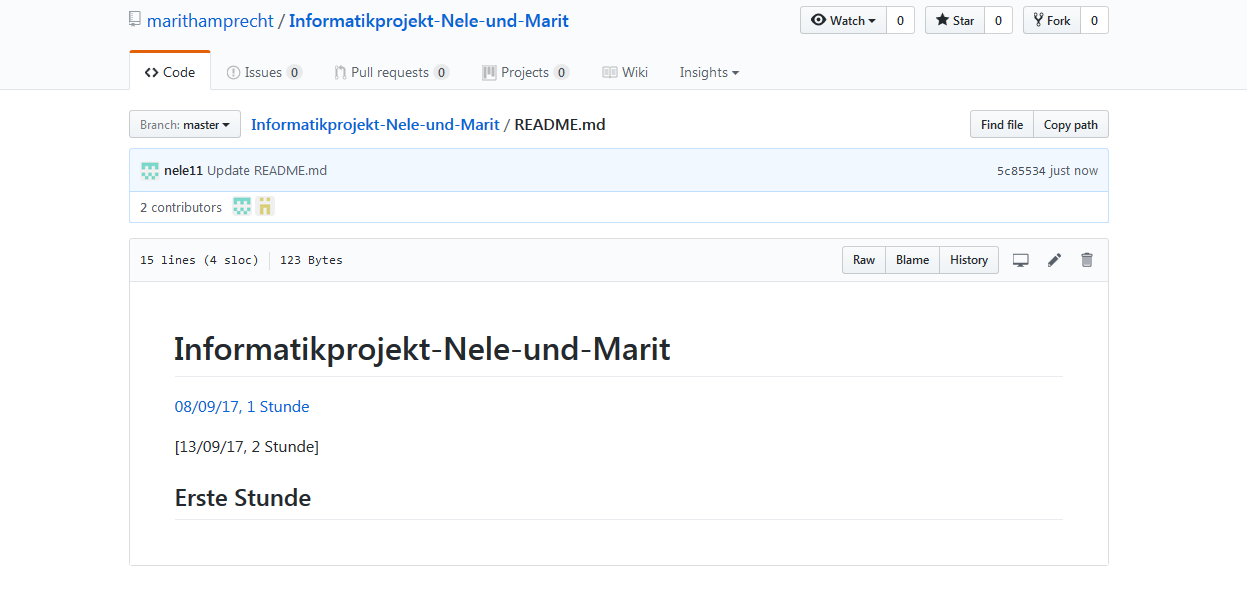 marithamprecht / Informatikprojekt-Nele-und-Marit
Watch 0 Star 0 Fork 0
Code Issues 0 Pull requests 0 Projects 0 Wiki Insights
Branch: master Informatikprojekt-Nele-und-Marit / README.md Find file Copy path
nele11 Update README.md 5c85534 just now
2 contributors
15 lines (4 sloc) 123 Bytes Raw Blame History
Informatikprojekt-Nele-und-Marit
08/09/17, 1 Stunde
[13/09/17, 2 Stunde]
Erste Stunde